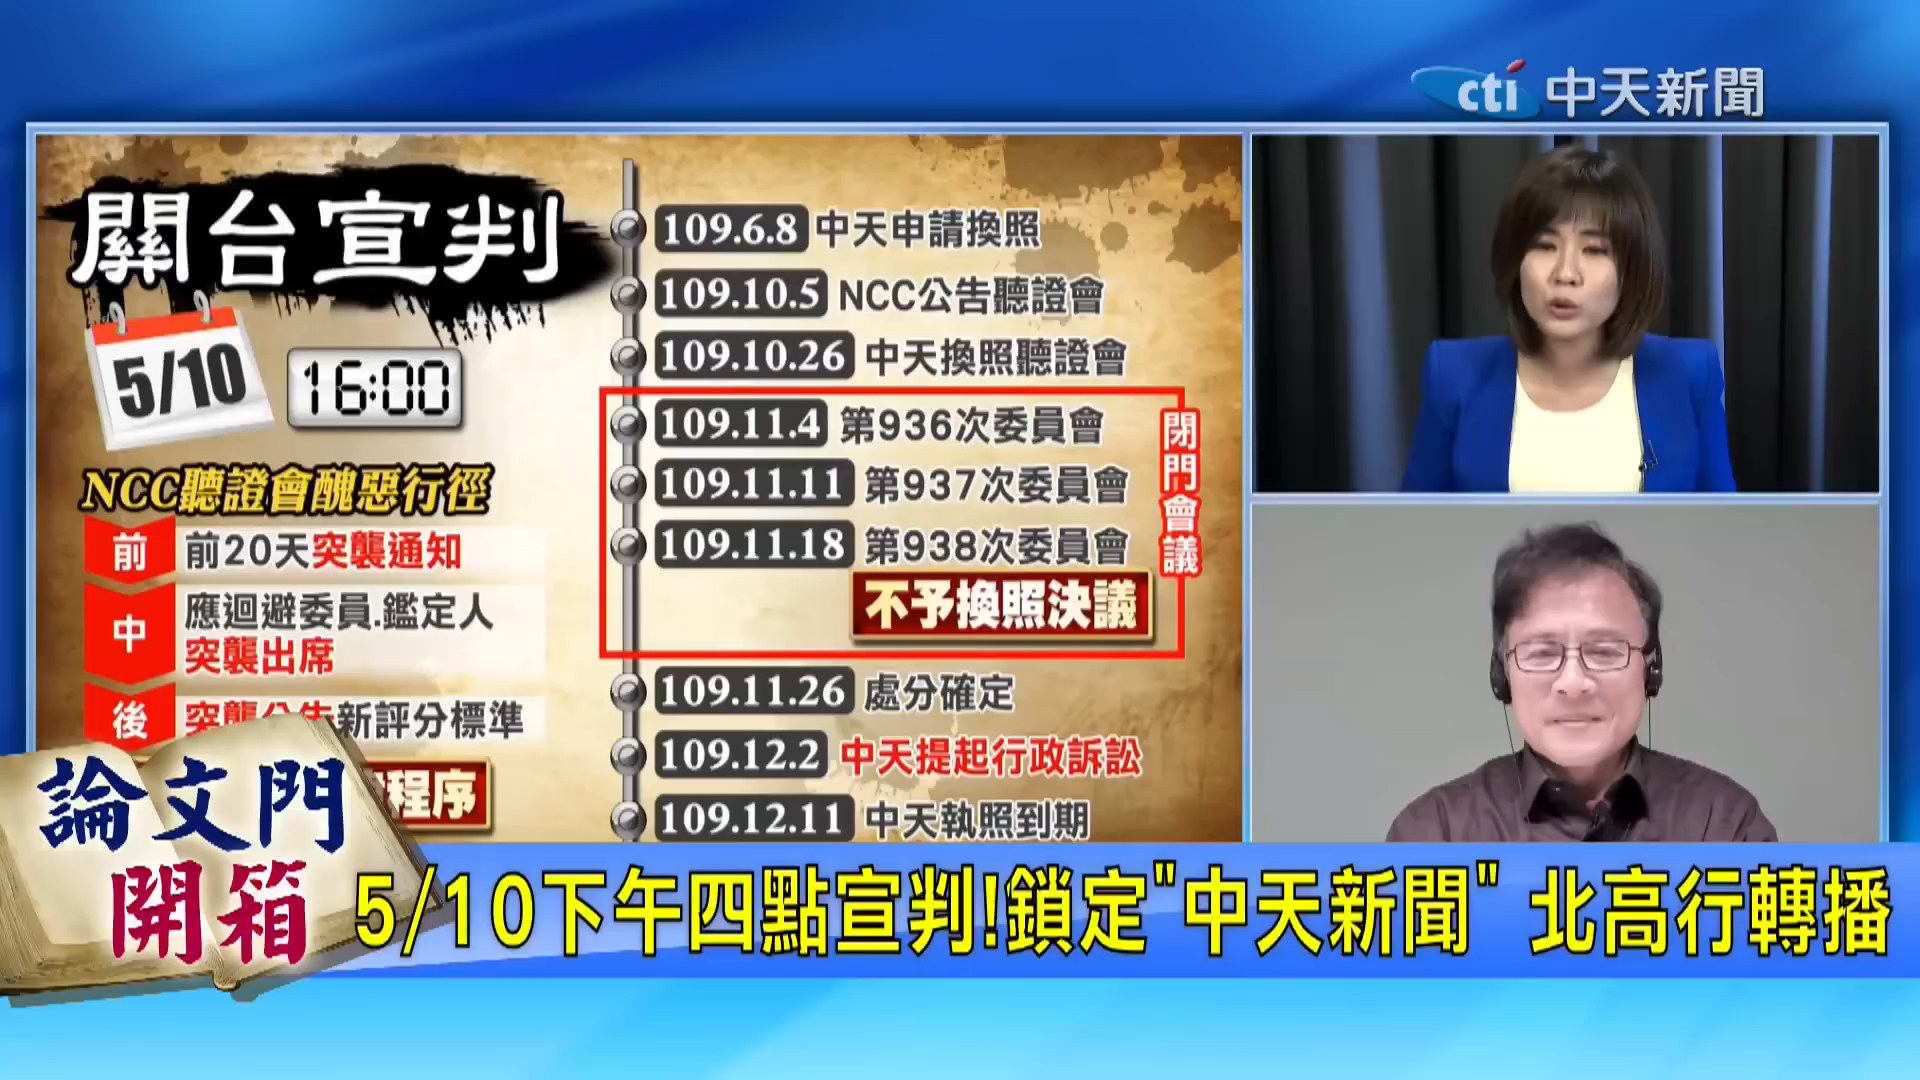 cti 中天新聞
關台宣判
5/10
16:00
NCC聽證會醜惡行徑
前 前20天突襲通知
中 應迴避委員.鑑定人
突襲出席
後 突襲公告新評分標準
程序
109.6.8 中天申請換照
109.10.5 NCC公告聽證會
109.10.26 中天換照聽證會
109.11.4 第936次委員會
109.11.11 第937次委員會
109.11.18 第938次委員會
不予換照決議
閉門會議
109.11.26 處分確定
109.12.2 中天提起行政訴訟
109.12.11 中天執照到期
論文門
開箱
5/10下午四點宣判!鎖定"中天新聞" 北高行轉播